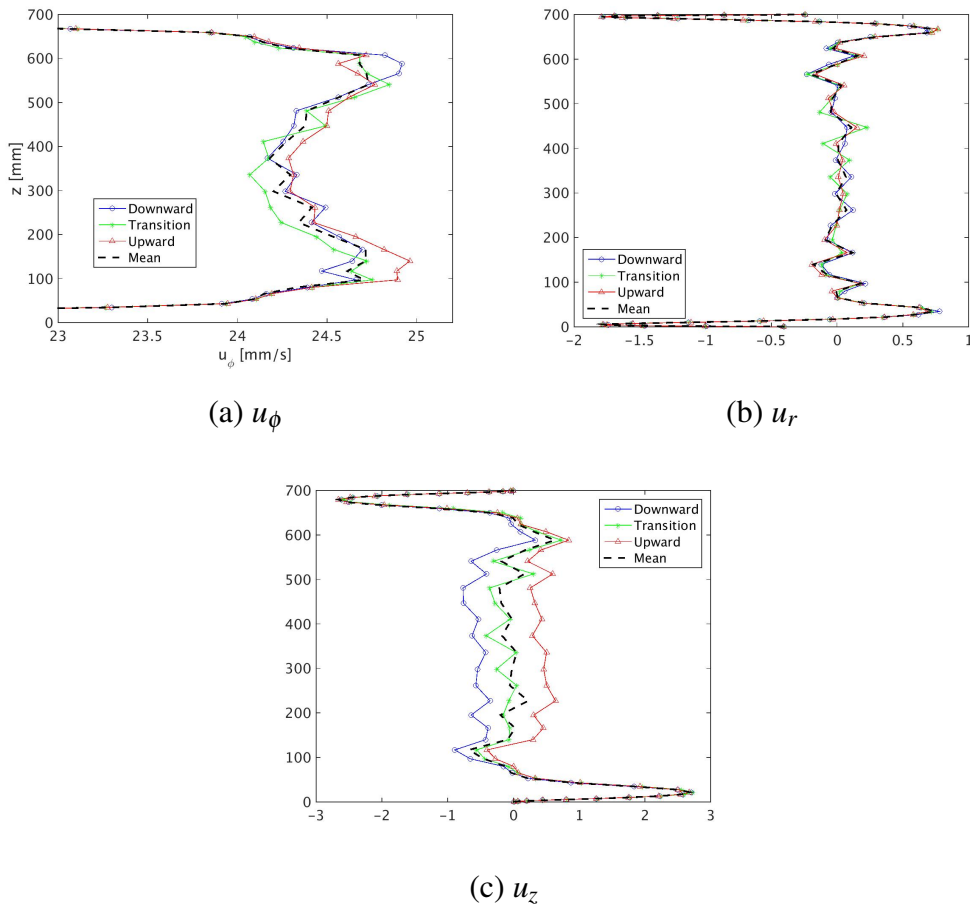 700
600
500
400
300
200
100
0
z [mm]
Downward
Transition
Upward
Mean
23 23.5 24 24.5 25
u_ϕ [mm/s]
(a) u_ϕ
700
600
500
400
300
200
100
0
Downward
Transition
Upward
Mean
−2 −1.5 −1 −0.5 0 0.5 1
(b) u_r
700
600
500
400
300
200
100
0
Downward
Transition
Upward
Mean
−3 −2 −1 0 1 2 3
(c) u_z